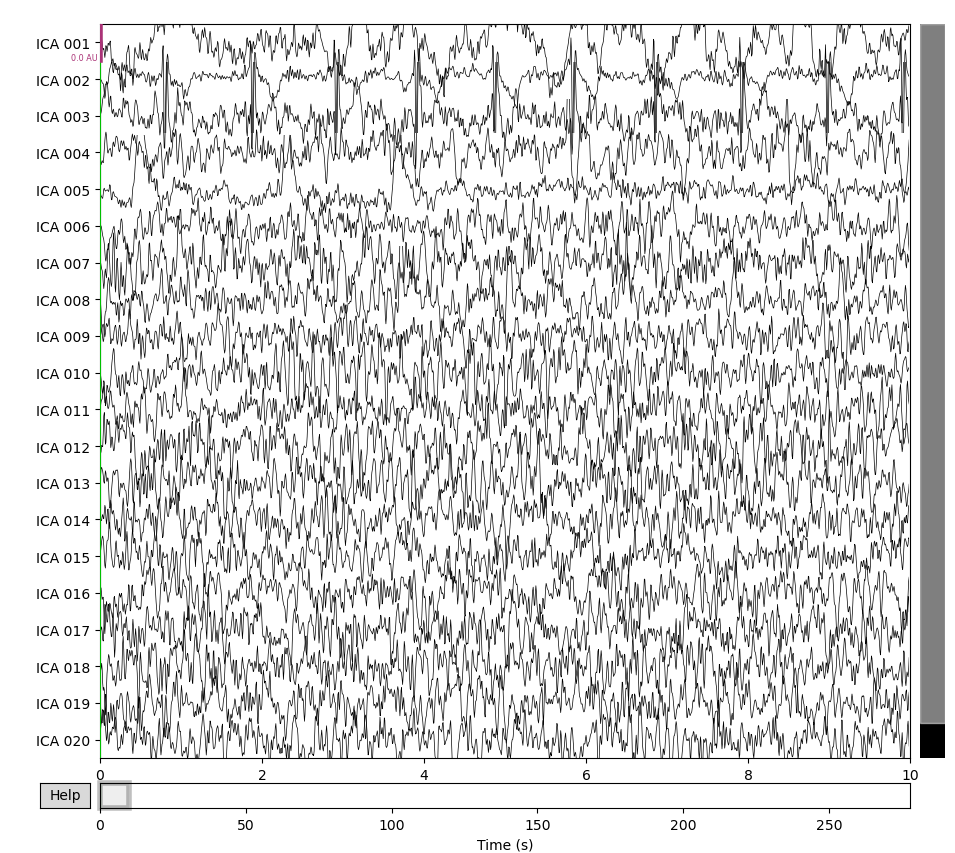 ICA 001
0.0 AU
ICA 002
ICA 003
ICA 004
ICA 005
ICA 006
ICA 007
ICA 008
ICA 009
ICA 010
ICA 011
ICA 012
ICA 013
ICA 014
ICA 015
ICA 016
ICA 017
ICA 018
ICA 019
ICA 020
0 2 4 6 8 10
Help
0 50 100 150 200 250
Time (s)